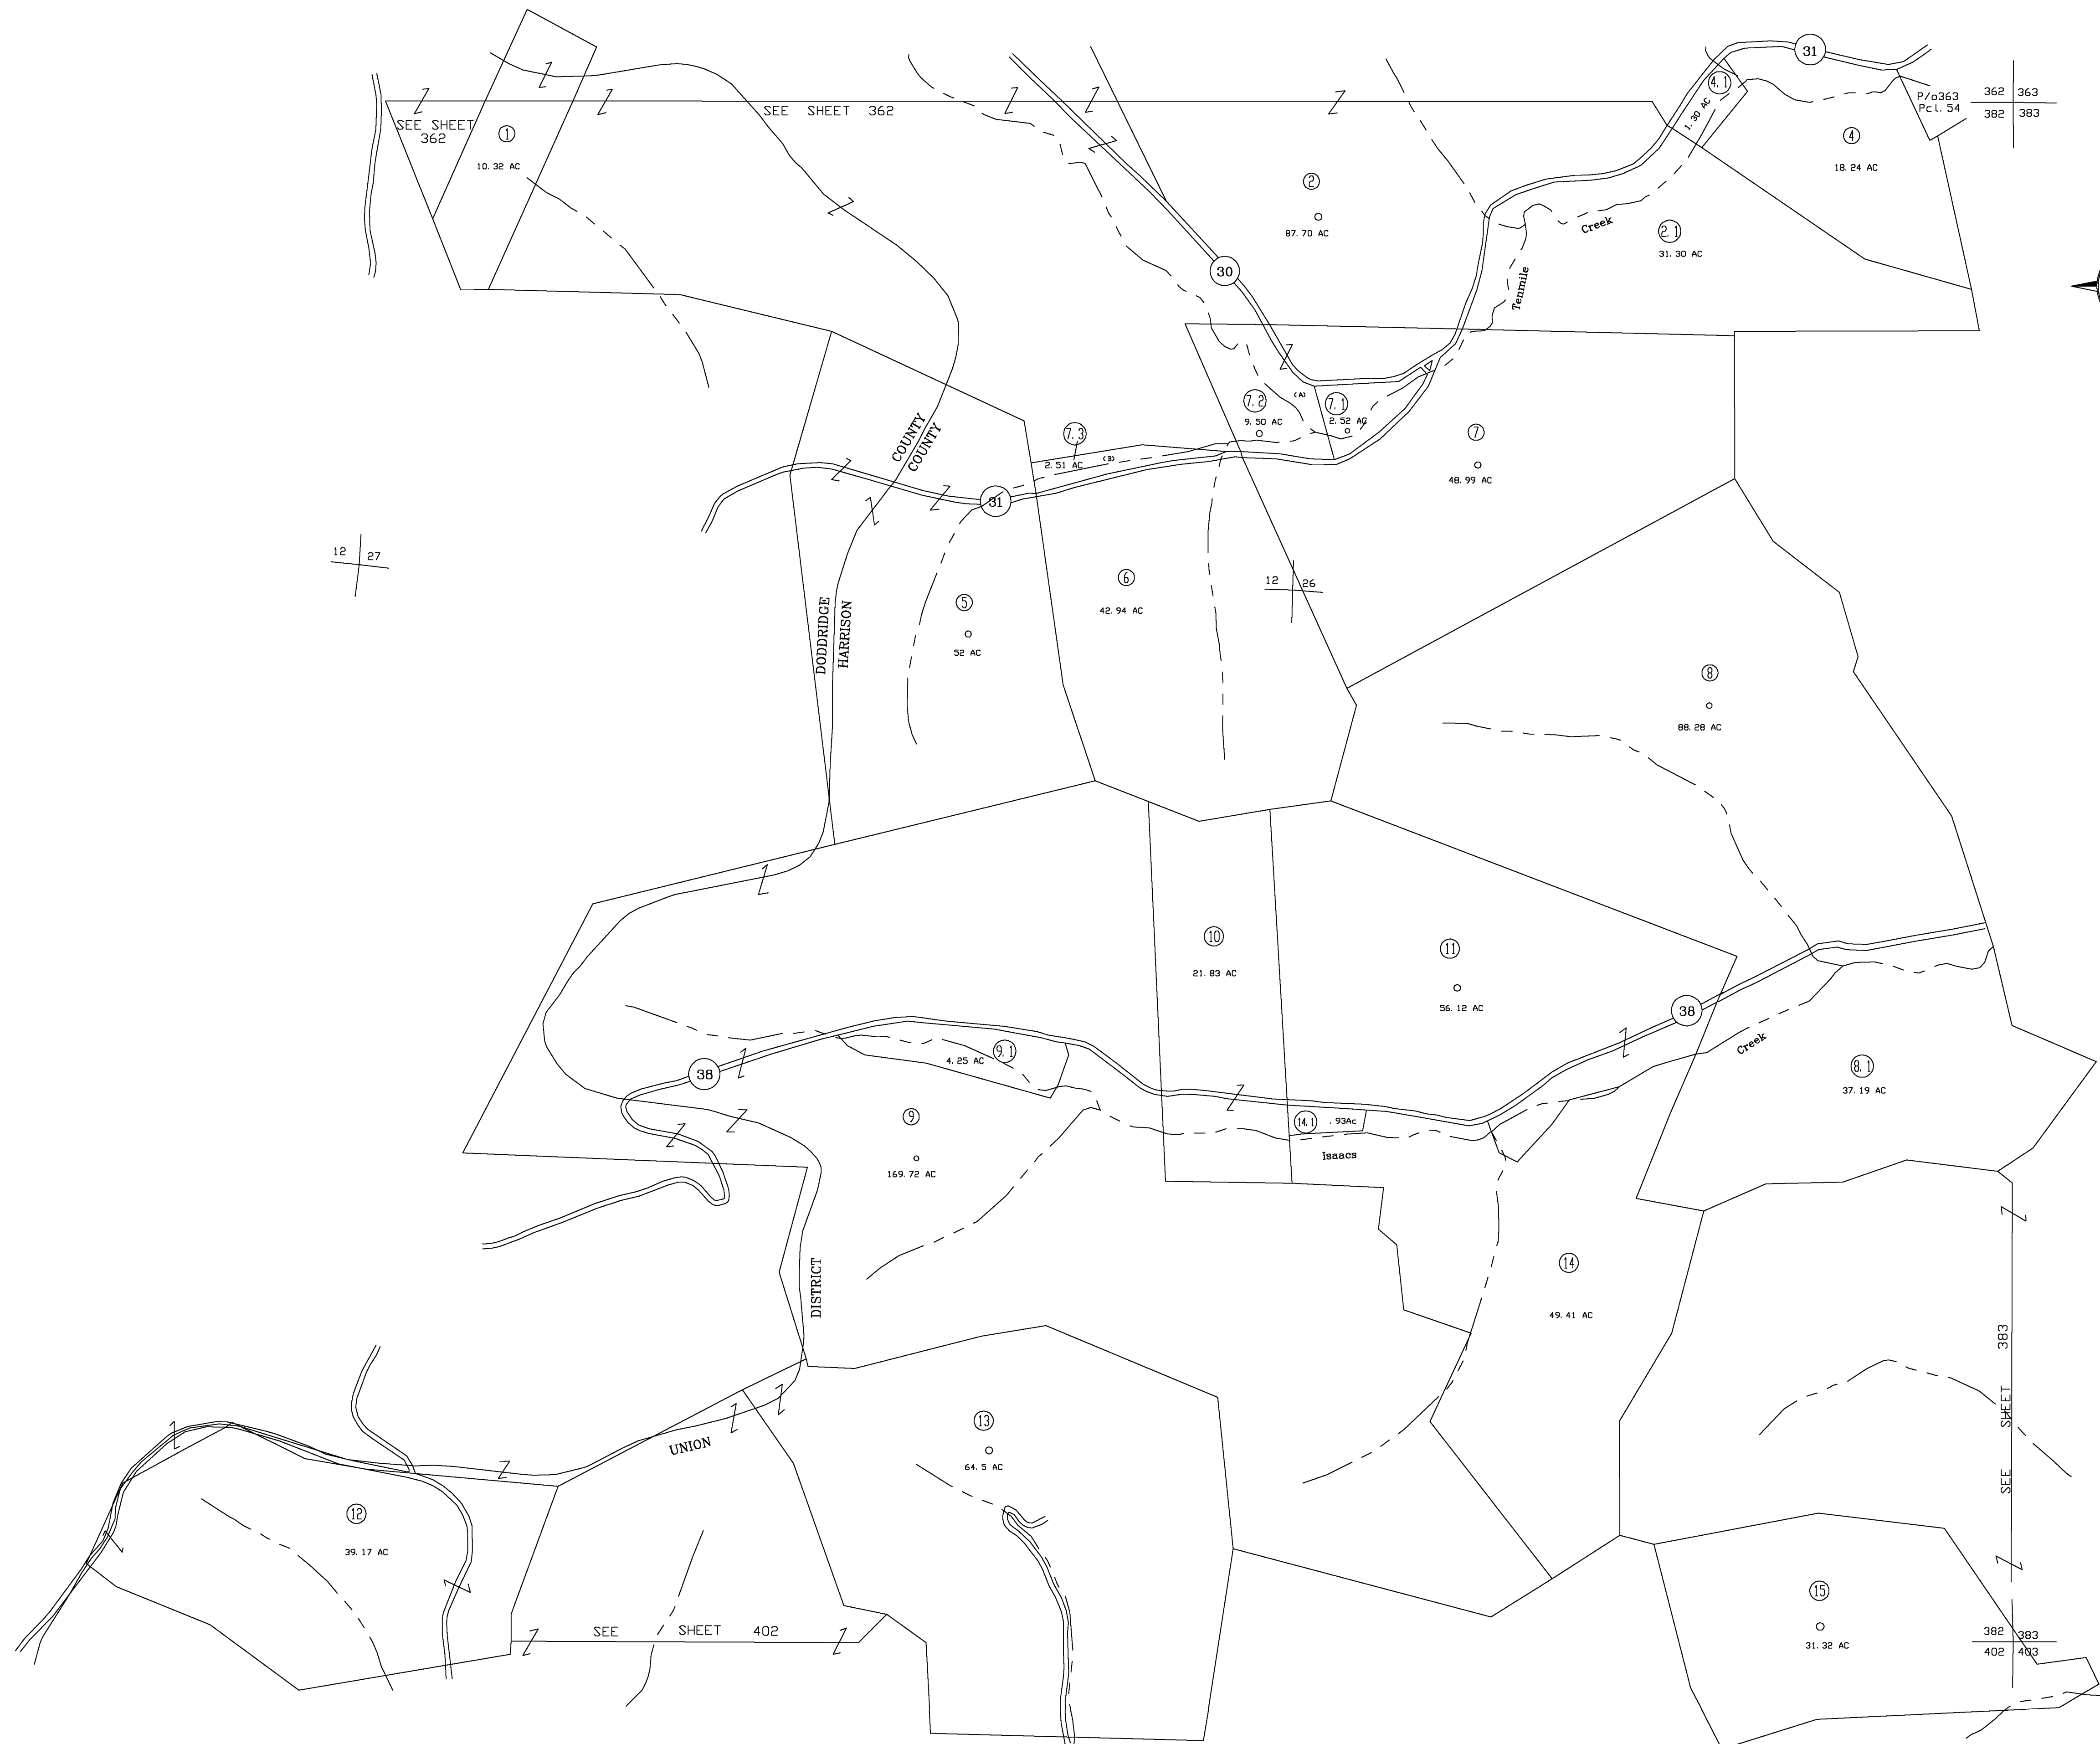 31
4.1
1.30 AC
P/o363
Pcl.54
362 363
382 383
SEE SHEET
362
SEE SHEET 362
1
10.32 AC
4
18.24 AC
2
87.70 AC
Creek
2.1
31.30 AC
30
Tenmile
(A)
7.2
9.50 AC
7.1
2.52 AC
7
48.99 AC
COUNTY
COUNTY
7.3
2.51 AC
(B)
31
12 27
12 26
5
52 AC
6
42.94 AC
DODDRIDGE
HARRISON
8
88.28 AC
10
21.83 AC
11
56.12 AC
38
Creek
9.1
4.25 AC
38
8.1
37.19 AC
9
169.72 AC
14.1
.93Ac
Isaacs
14
49.41 AC
DISTRICT
SEE SHEET 383
13
64.5 AC
UNION
12
39.17 AC
15
31.32 AC
SEE SHEET 402
382 383
402 403